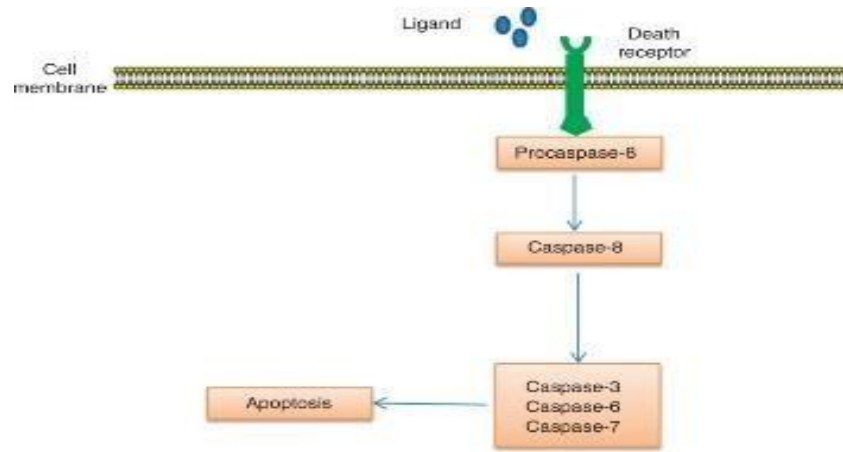 Ligand
Death
receptor
Cell
membrane
Procaspase-8
Caspase-8
Caspase-3
Caspase-6
Caspase-7
Apoptosis